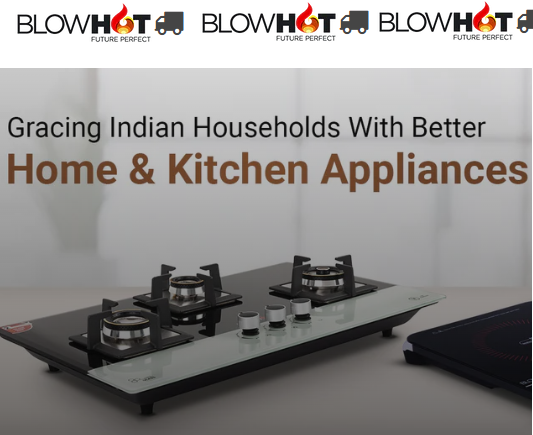 BLOWHOT BLOWHOT BLOWHOT
FUTURE PERFECT FUTURE PERFECT FUTURE PERFECT
Gracing Indian Households With Better
Home & Kitchen Appliances